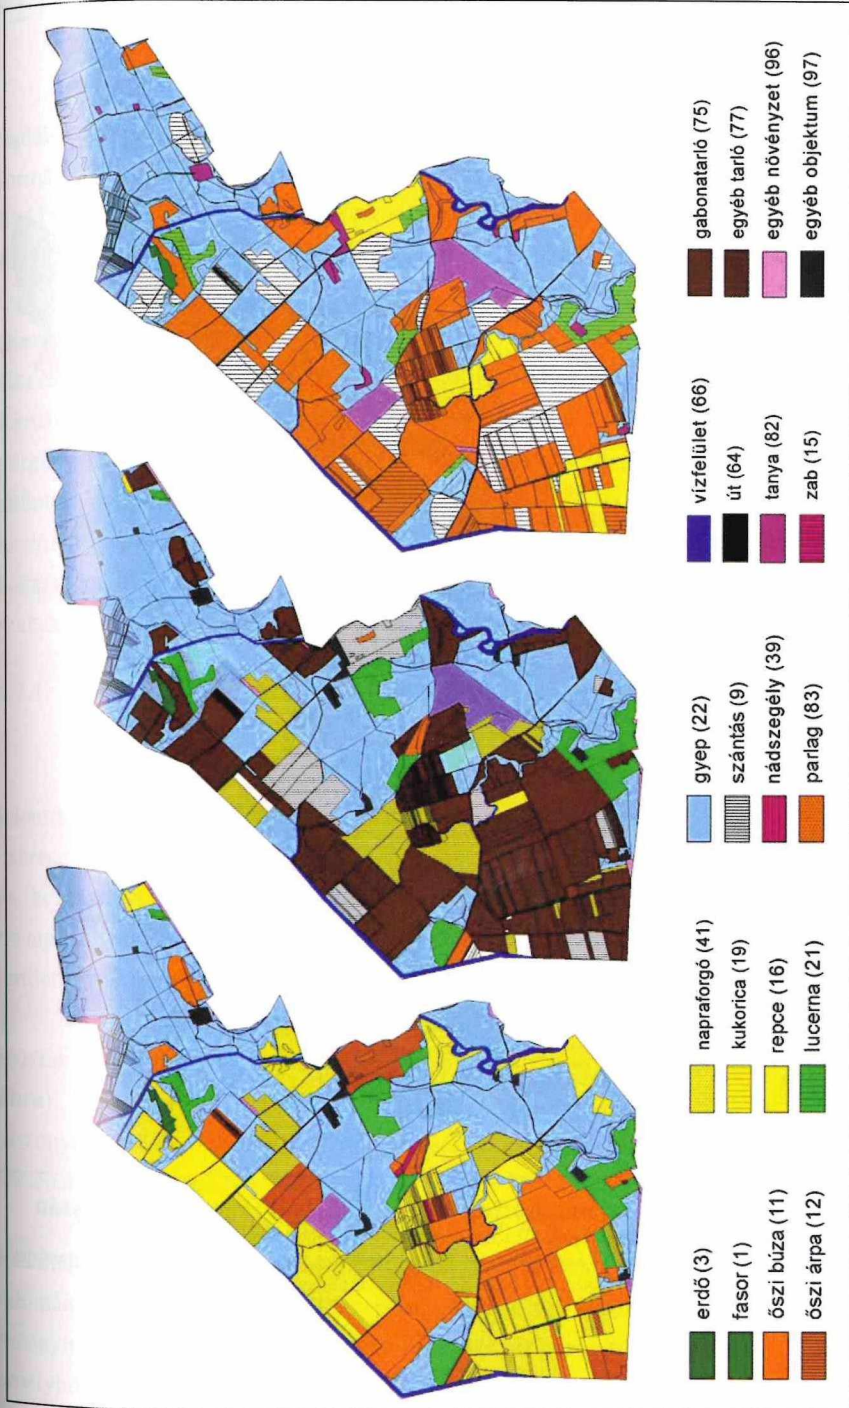 erdő (3)
fasor (1)
őszi búza (11)
őszi árpa (12)
napraforgó (41)
kukorica (19)
repce (16)
lucerna (21)
gyep (22)
szántás (9)
nádszegély (39)
parlag (83)
vízfelület (66)
út (64)
tanya (82)
zab (15)
gabonatarló (75)
egyéb tarló (77)
egyéb növényzet (96)
egyéb objektum (97)